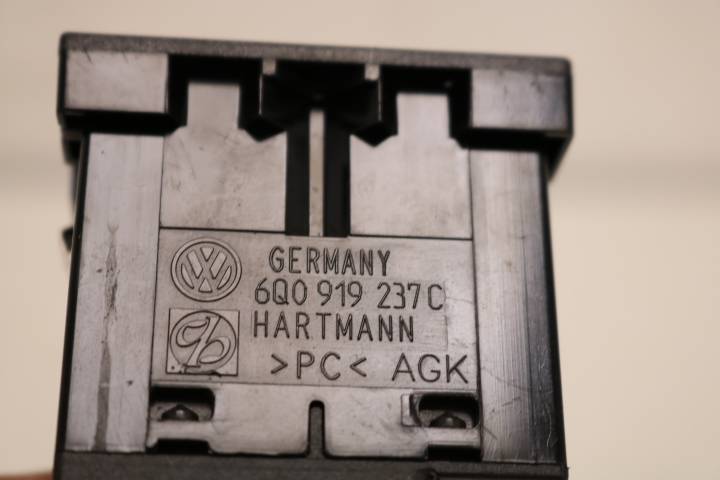 GERMANY
6Q0 919 237 C
HARTMANN
>PC< AGK